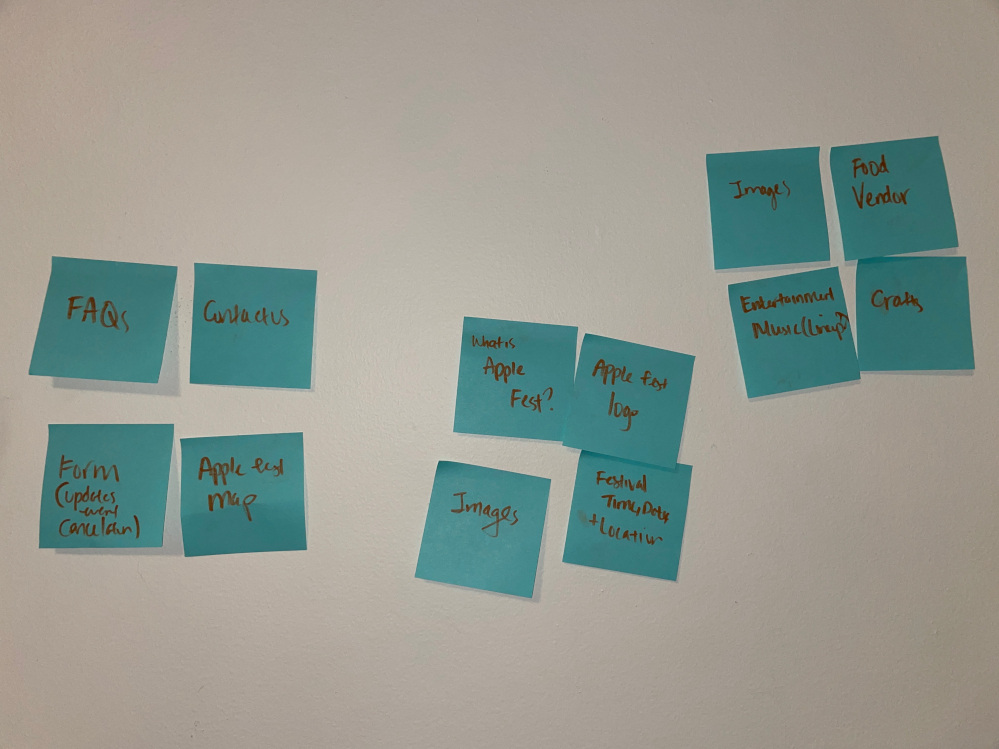 FAQs
Contact us
Form
(updates
event
Cancelation)
Apple fest
map
What is
Apple
Fest?
Apple fest
logo
Images
Festival
Time, Dates
+ Location
Images
Food
Vendor
Entertainment
Music (Lineup)
Crafts